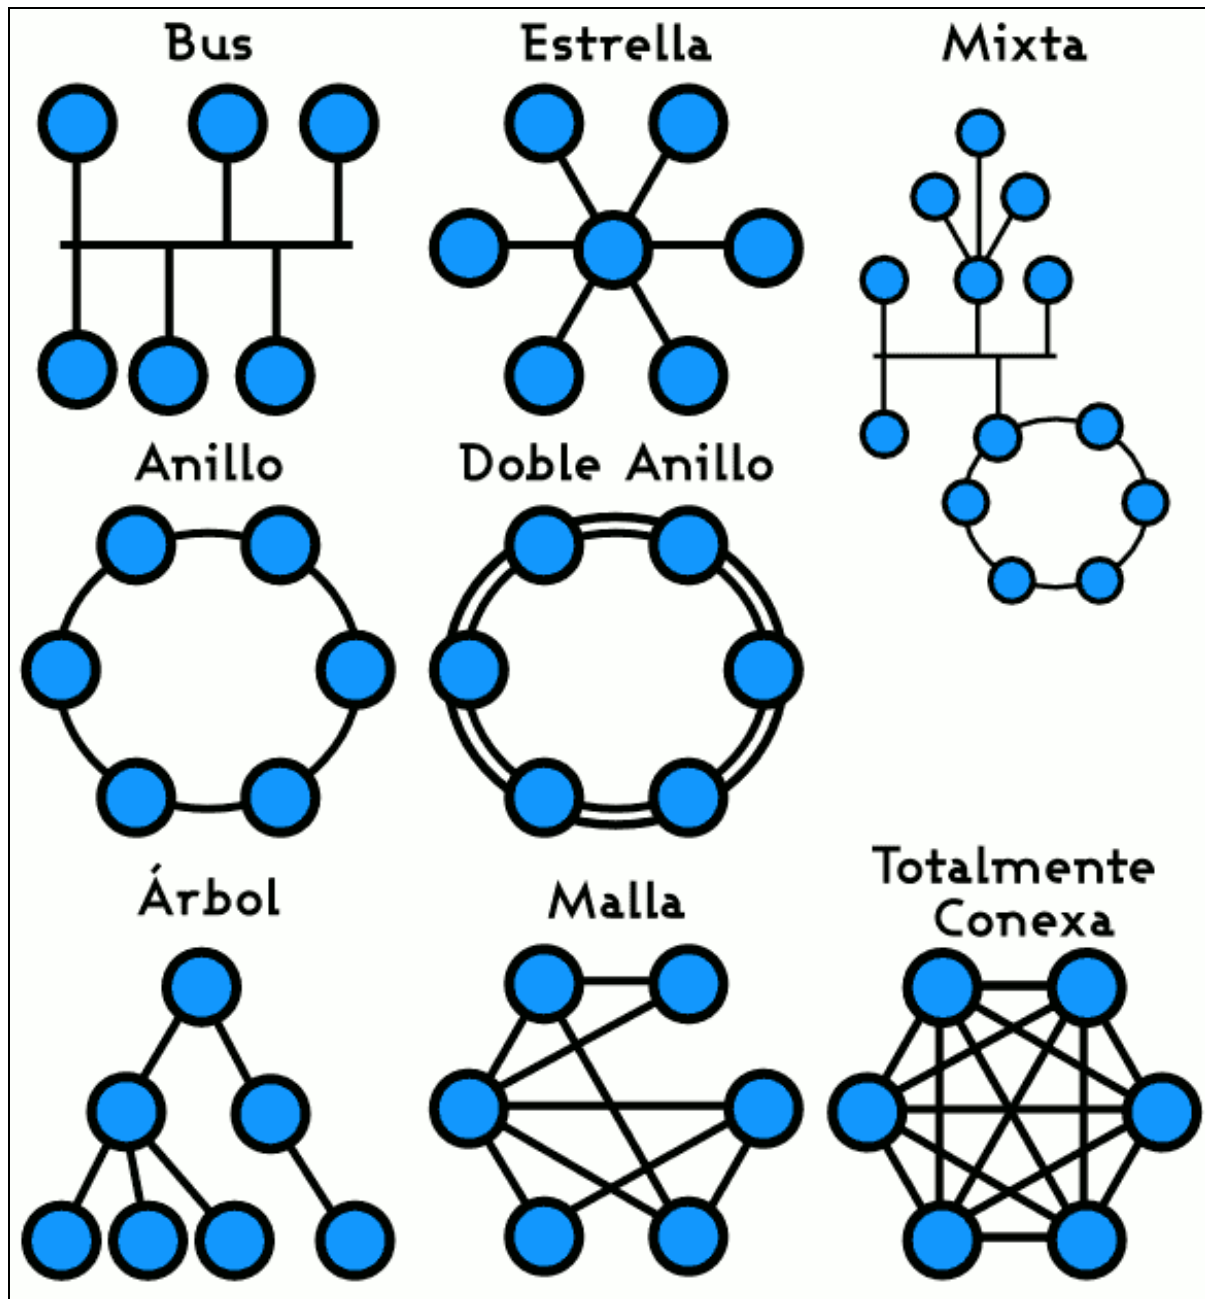 Bus
Estrella
Mixta
Anillo
Doble Anillo
Árbol
Malla
Totalmente
Conexa